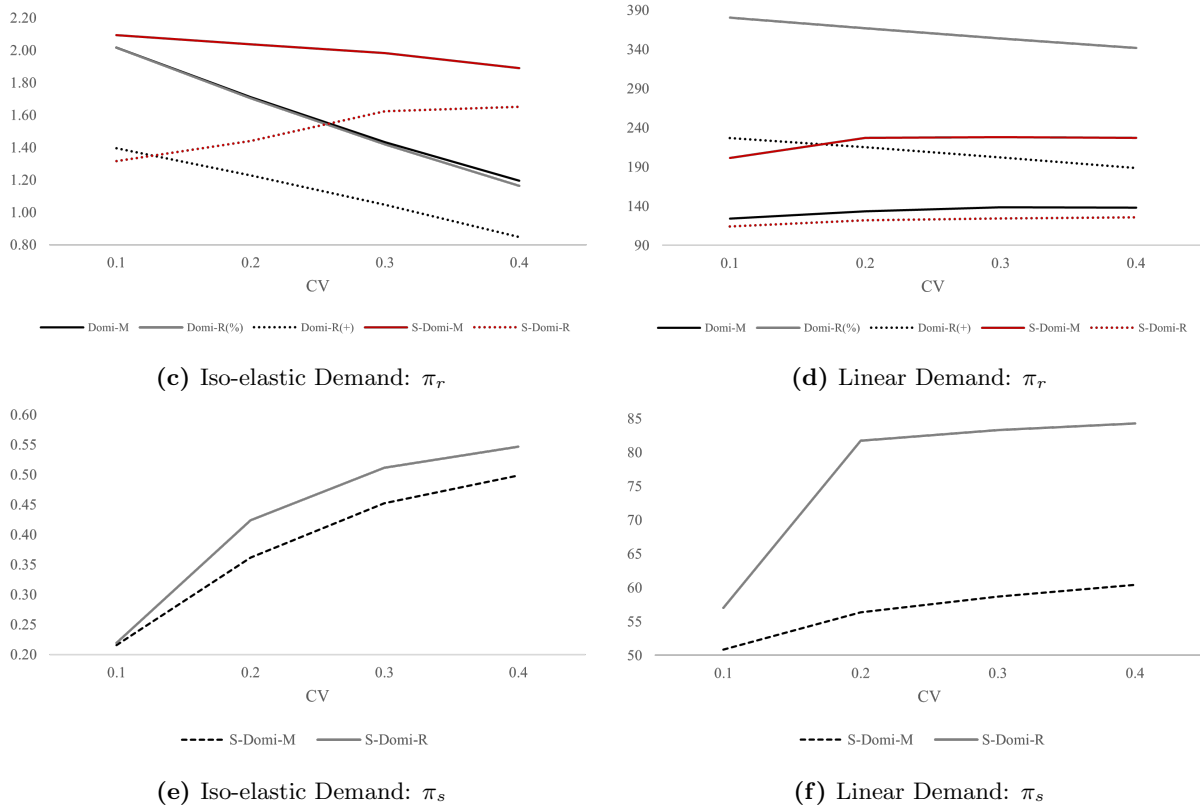 2.20
2.00
1.80
1.60
1.40
1.20
1.00
0.80
0.1 0.2 0.3 0.4
CV
Domi-M Domi-R(%) Domi-R(+) S-Domi-M S-Domi-R
(c) Iso-elastic Demand: π_r
390
340
290
240
190
140
90
0.1 0.2 0.3 0.4
CV
Domi-M Domi-R(%) Domi-R(+) S-Domi-M S-Domi-R
(d) Linear Demand: π_r
0.60
0.55
0.50
0.45
0.40
0.35
0.30
0.25
0.20
0.1 0.2 0.3 0.4
CV
S-Domi-M S-Domi-R
(e) Iso-elastic Demand: π_s
85
80
75
70
65
60
55
50
0.1 0.2 0.3 0.4
CV
S-Domi-M S-Domi-R
(f) Linear Demand: π_s